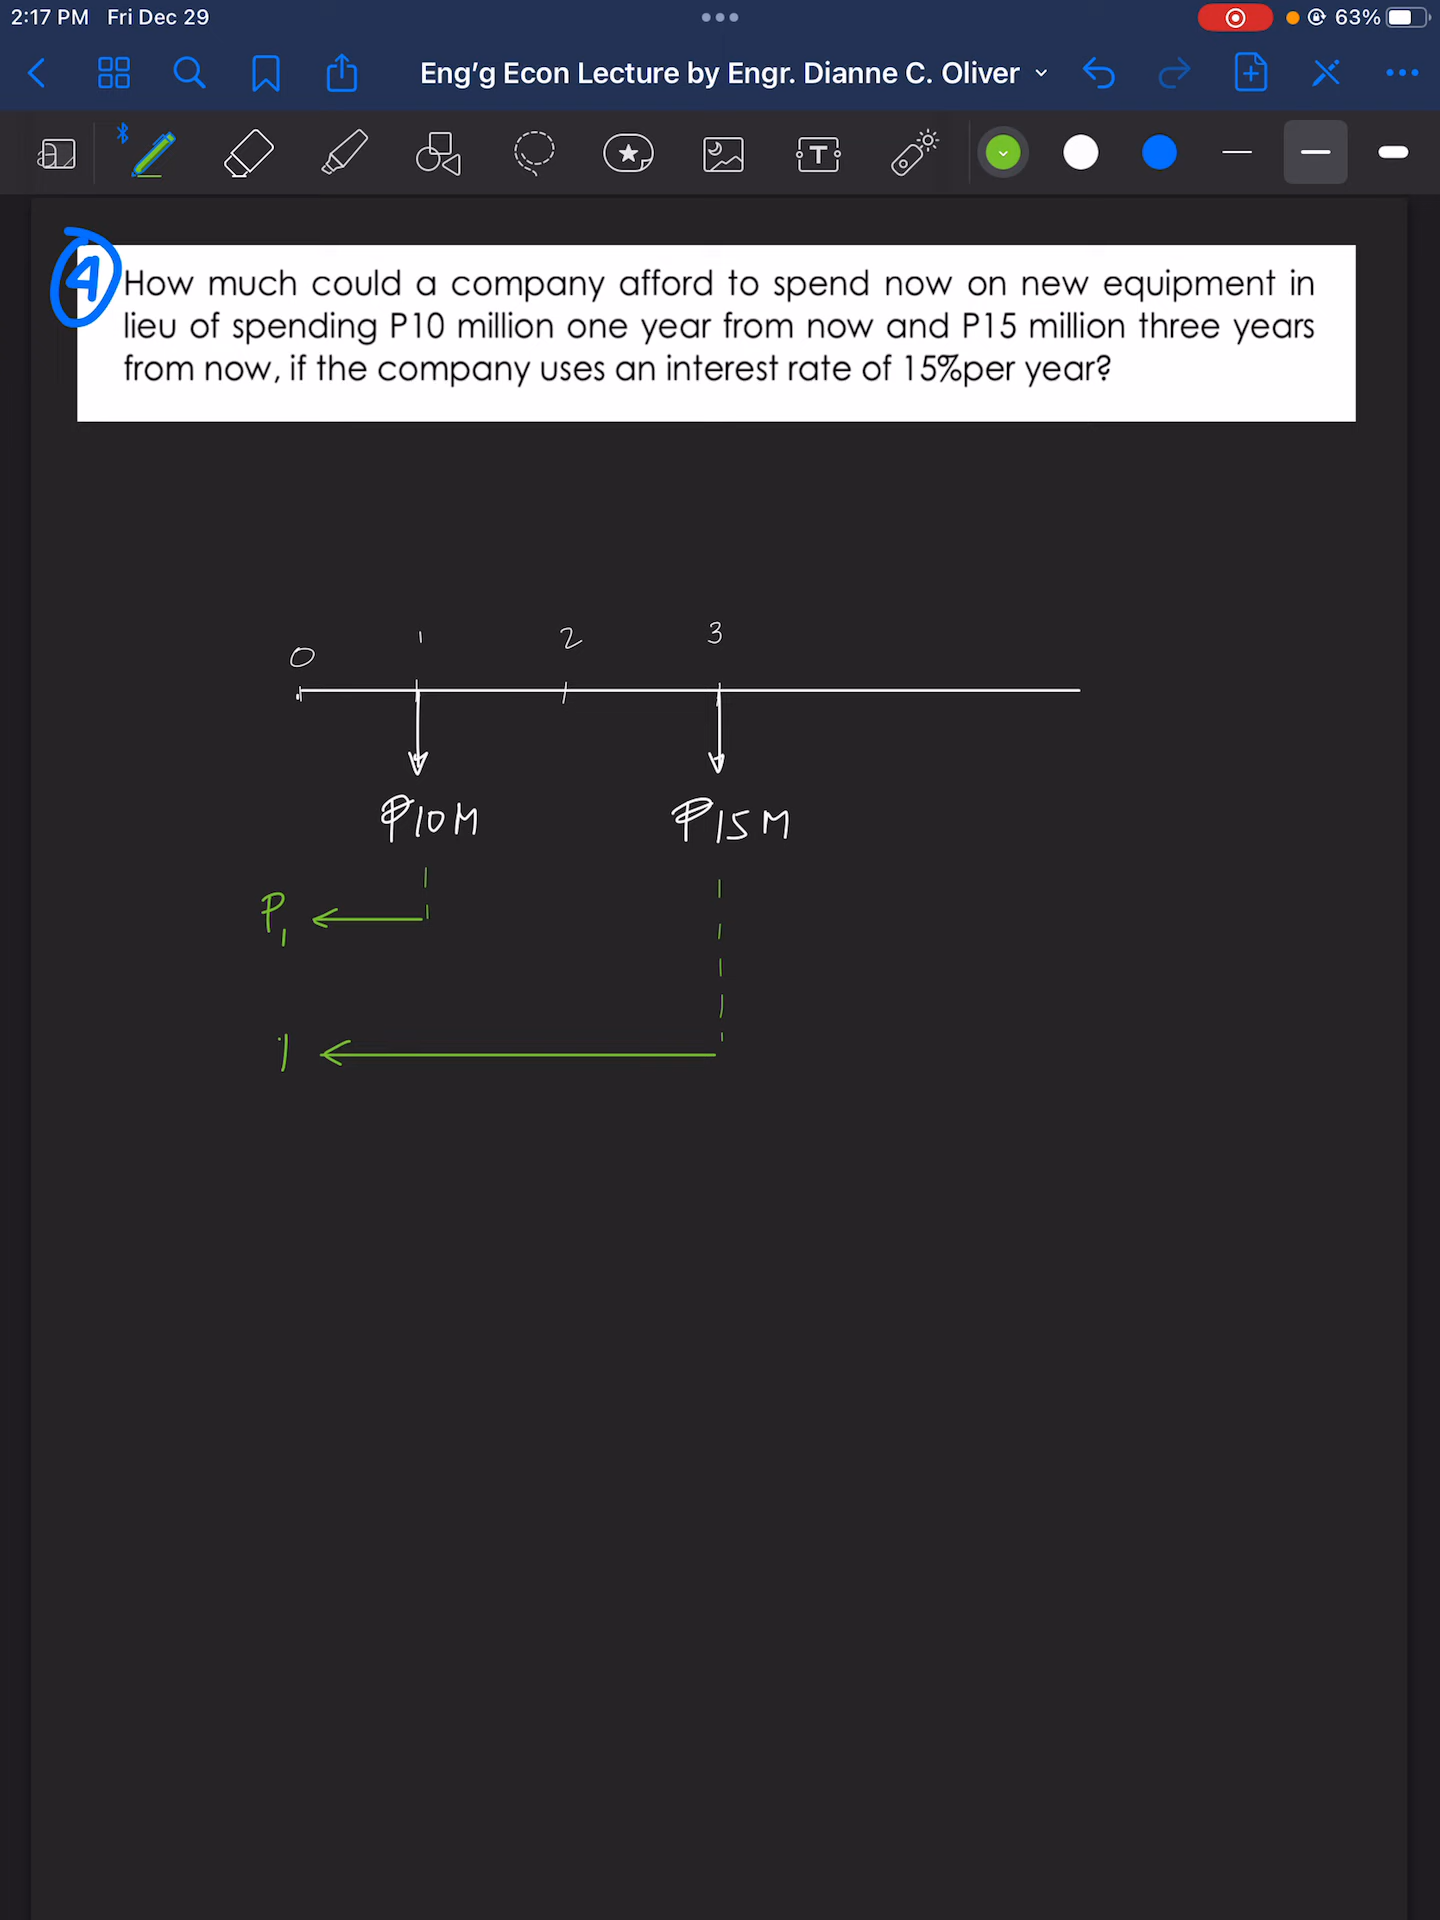 2:17 PM Fri Dec 29
63%
Eng'g Econ Lecture by Engr. Dianne C. Oliver
T
4
How much could a company afford to spend now on new equipment in
lieu of spending P10 million one year from now and P15 million three years
from now, if the company uses an interest rate of 15%per year?
0 1 2 3
₱10M ₱15M
P₁